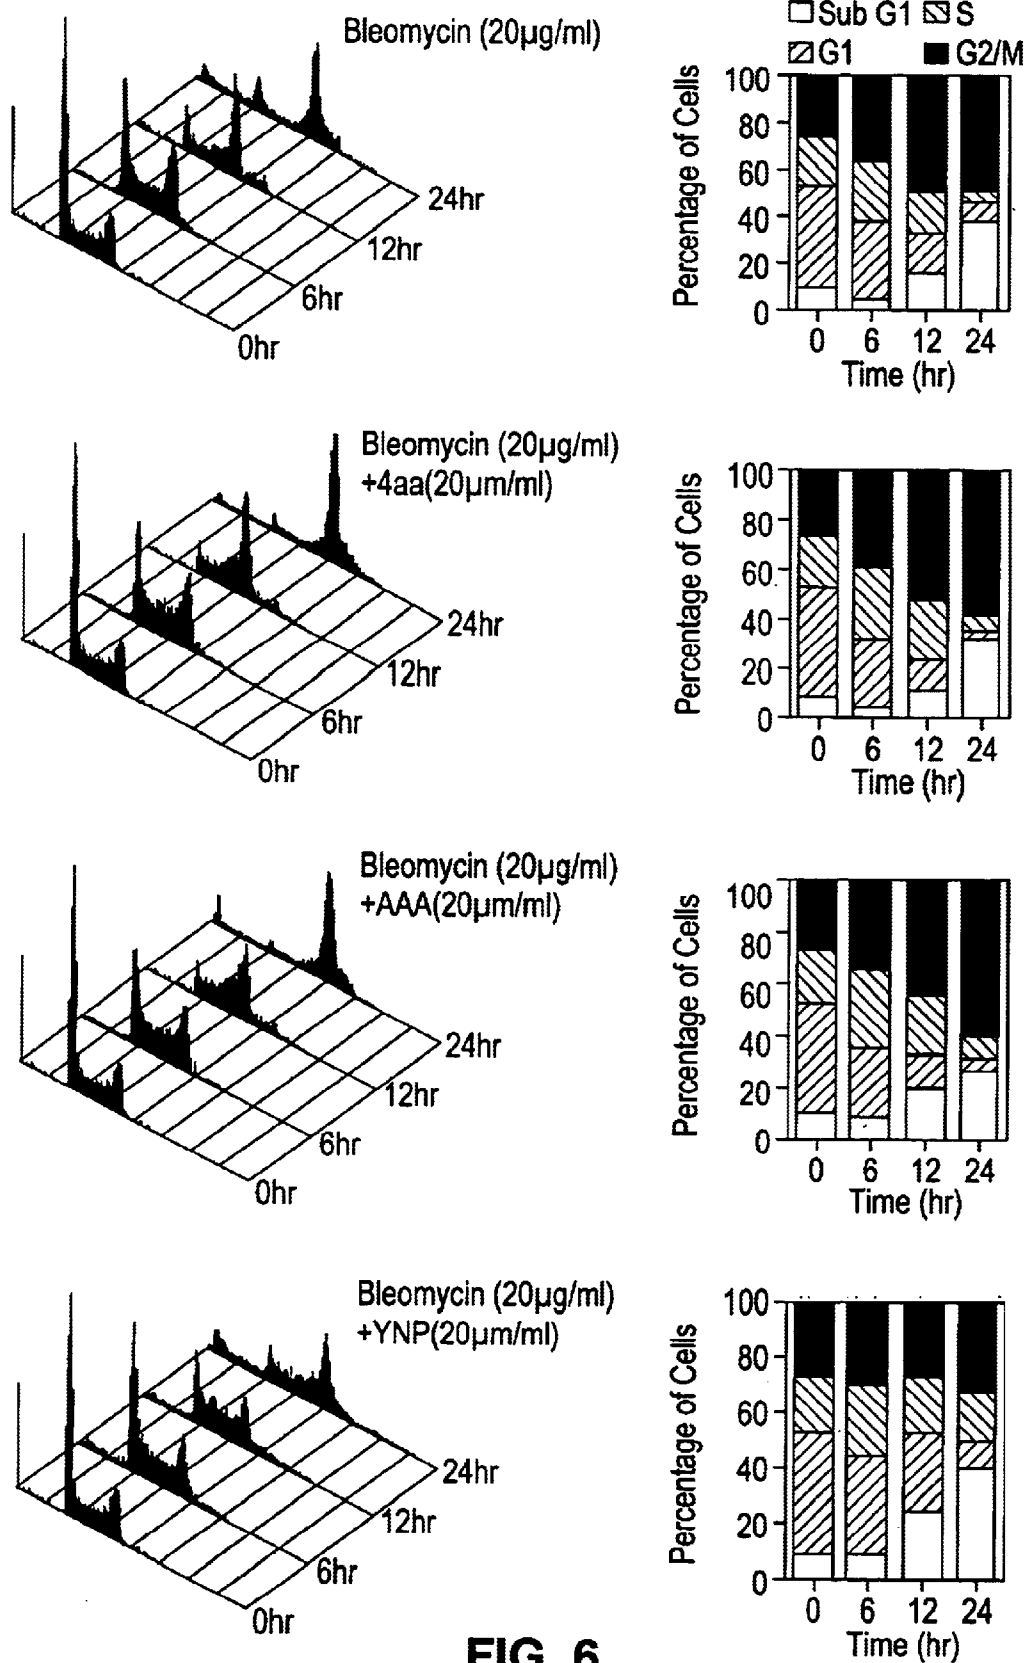 Bleomycin (20µg/ml)
24hr
12hr
6hr
0hr
Sub G1 S
G1 G2/M
Percentage of Cells
100
80
60
40
20
0
0 6 12 24
Time (hr)
Bleomycin (20µg/ml)
+4aa(20µm/ml)
24hr
12hr
6hr
0hr
Percentage of Cells
100
80
60
40
20
0
0 6 12 24
Time (hr)
Bleomycin (20µg/ml)
+AAA(20µm/ml)
24hr
12hr
6hr
0hr
Percentage of Cells
100
80
60
40
20
0
0 6 12 24
Time (hr)
Bleomycin (20µg/ml)
+YNP(20µm/ml)
24hr
12hr
6hr
0hr
Percentage of Cells
100
80
60
40
20
0
0 6 12 24
Time (hr)
FIG. 6